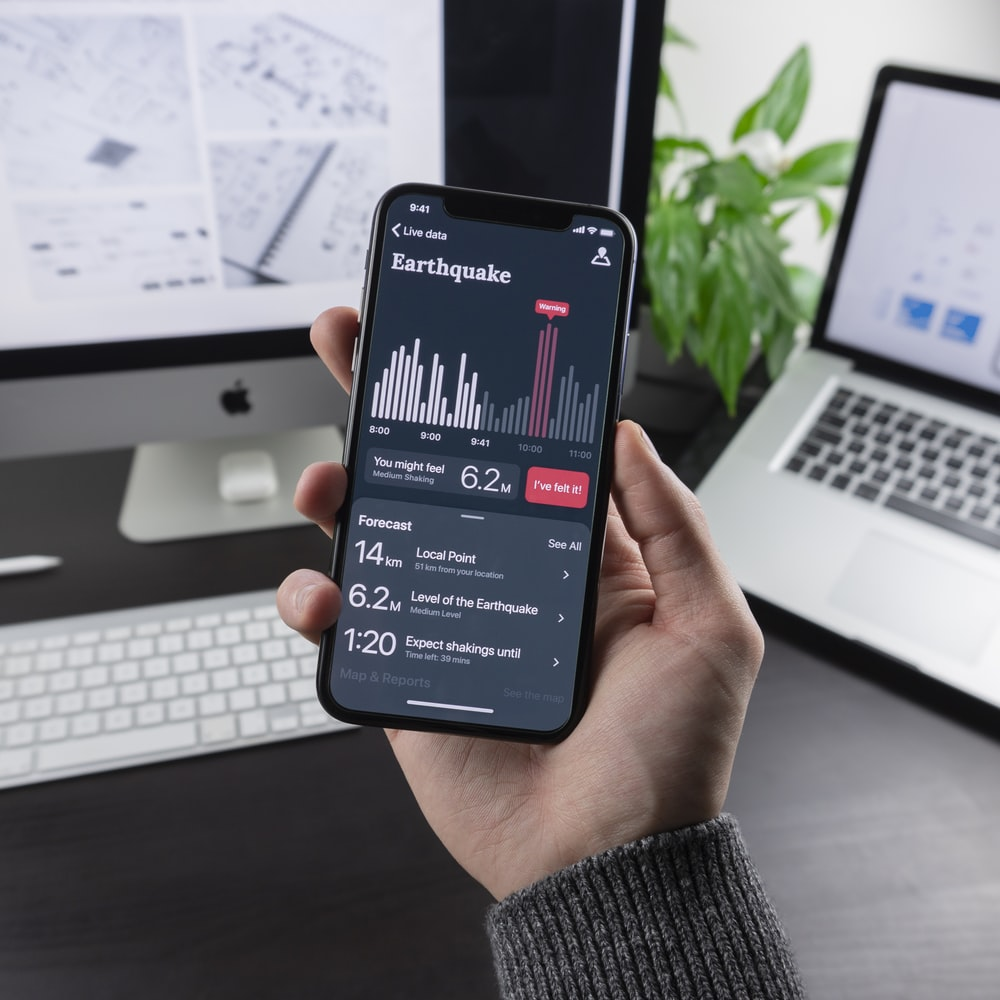 9:41
Live data
Earthquake
Warning
8:00 9:00 9:41 10:00 11:00
You might feel
Medium Shaking
6.2M
I've felt it!
Forecast
See All
14km
Local Point
51 km from your location
6.2M
Level of the Earthquake
Medium Level
1:20
Expect shakings until
Time left: 39 mins
Map & Reports
See the map